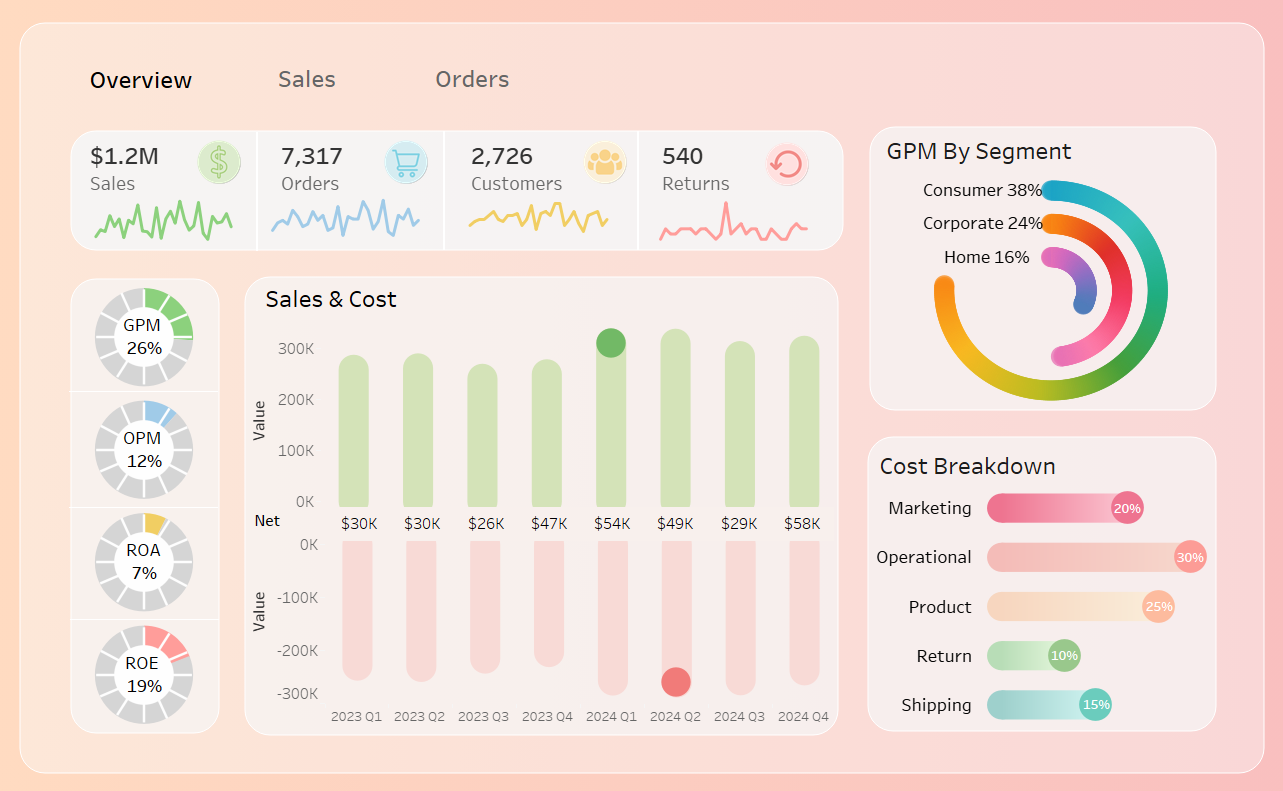 Overview Sales Orders
$1.2M
Sales
7,317
Orders
2,726
Customers
540
Returns
GPM
26%
OPM
12%
ROA
7%
ROE
19%
Sales & Cost
Value
300K
200K
100K
0K
Net $30K $30K $26K $47K $54K $49K $29K $58K
Value
0K
-100K
-200K
-300K
2023 Q1 2023 Q2 2023 Q3 2023 Q4 2024 Q1 2024 Q2 2024 Q3 2024 Q4
GPM By Segment
Consumer 38%
Corporate 24%
Home 16%
Cost Breakdown
Marketing 20%
Operational 30%
Product 25%
Return 10%
Shipping 15%